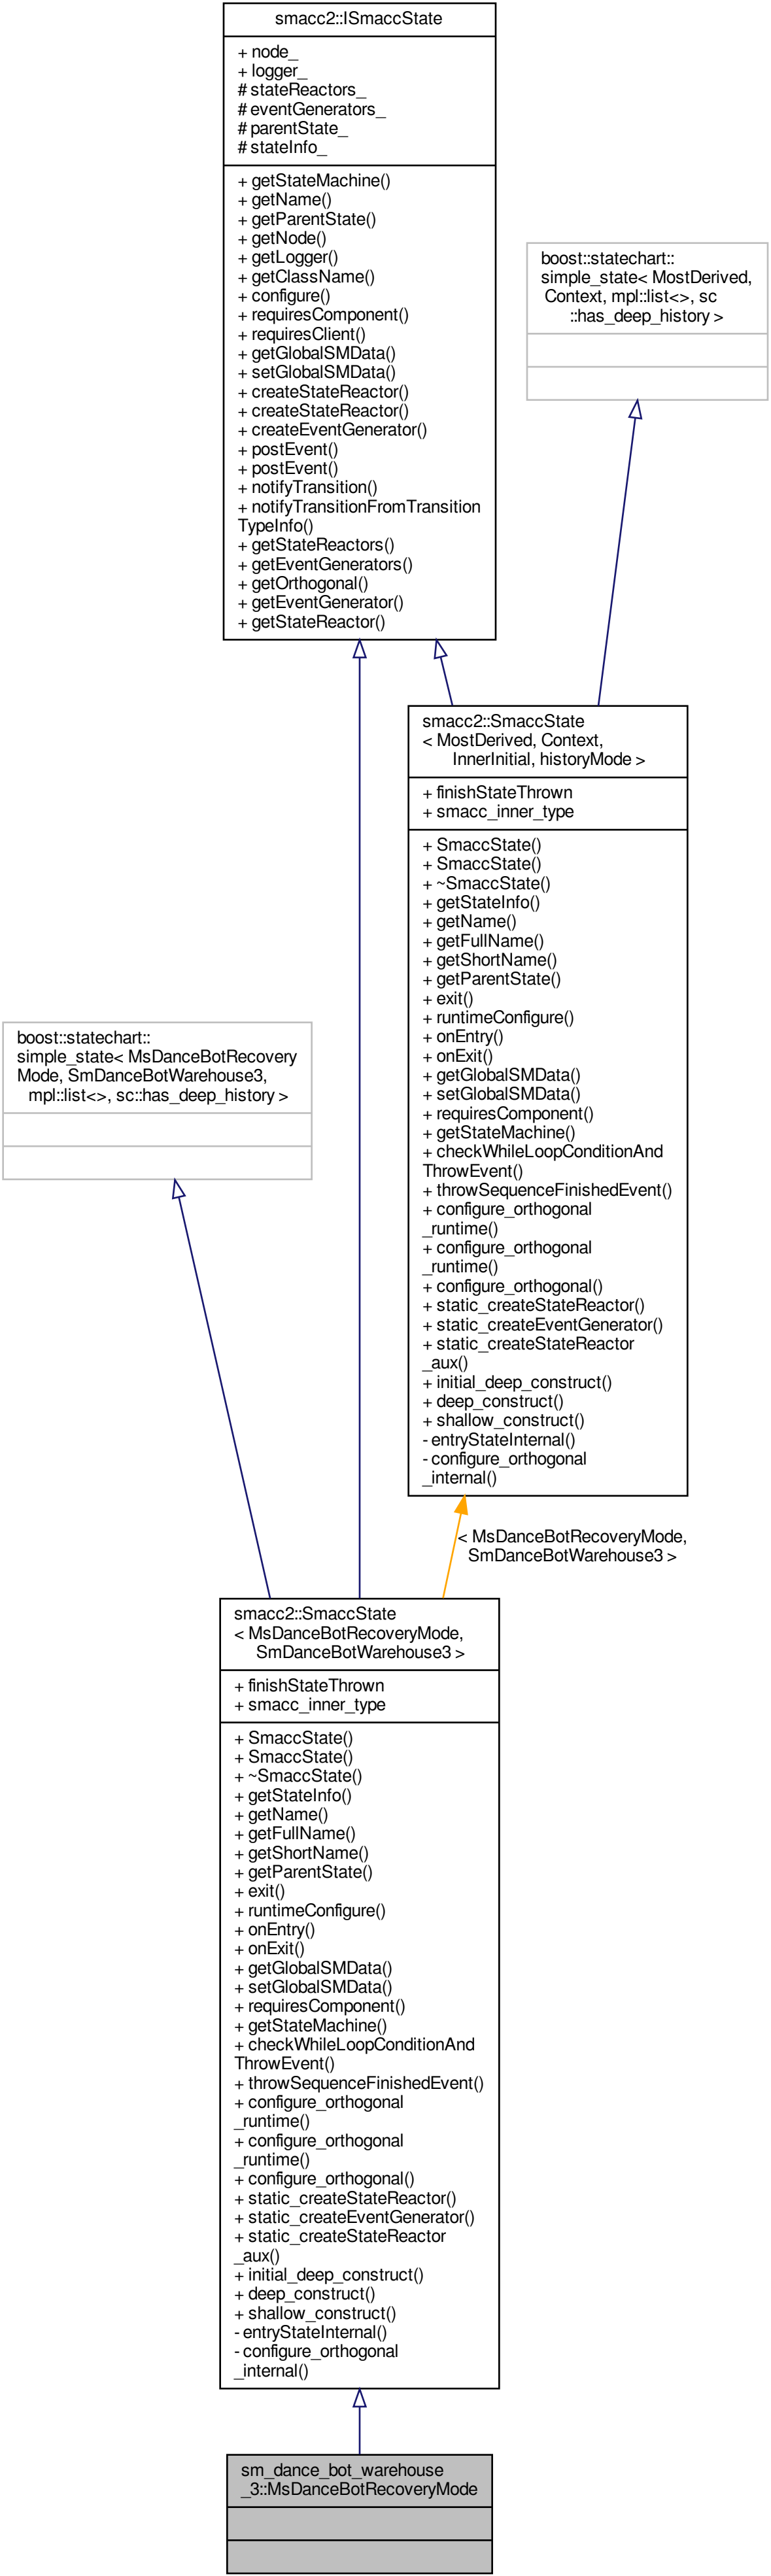 smacc2::ISmaccState
+ node_
+ logger_
# stateReactors_
# eventGenerators_
# parentState_
# stateInfo_
+ getStateMachine()
+ getName()
+ getParentState()
+ getNode()
+ getLogger()
+ getClassName()
+ configure()
+ requiresComponent()
+ requiresClient()
+ getGlobalSMData()
+ setGlobalSMData()
+ createStateReactor()
+ createStateReactor()
+ createEventGenerator()
+ postEvent()
+ postEvent()
+ notifyTransition()
+ notifyTransitionFromTransition
TypeInfo()
+ getStateReactors()
+ getEventGenerators()
+ getOrthogonal()
+ getEventGenerator()
+ getStateReactor()
boost::statechart::
simple_state< MostDerived,
Context, mpl::list<>, sc
::has_deep_history >
smacc2::SmaccState
< MostDerived, Context,
InnerInitial, historyMode >
+ finishStateThrown
+ smacc_inner_type
+ SmaccState()
+ SmaccState()
+ ~SmaccState()
+ getStateInfo()
+ getName()
+ getFullName()
+ getShortName()
+ getParentState()
+ exit()
+ runtimeConfigure()
+ onEntry()
+ onExit()
+ getGlobalSMData()
+ setGlobalSMData()
+ requiresComponent()
+ getStateMachine()
+ checkWhileLoopConditionAnd
ThrowEvent()
+ throwSequenceFinishedEvent()
+ configure_orthogonal
_runtime()
+ configure_orthogonal
_runtime()
+ configure_orthogonal()
+ static_createStateReactor()
+ static_createEventGenerator()
+ static_createStateReactor
_aux()
+ initial_deep_construct()
+ deep_construct()
+ shallow_construct()
- entryStateInternal()
- configure_orthogonal
_internal()
boost::statechart::
simple_state< MsDanceBotRecovery
Mode, SmDanceBotWarehouse3,
mpl::list<>, sc::has_deep_history >
< MsDanceBotRecoveryMode,
SmDanceBotWarehouse3 >
smacc2::SmaccState
< MsDanceBotRecoveryMode,
SmDanceBotWarehouse3 >
+ finishStateThrown
+ smacc_inner_type
+ SmaccState()
+ SmaccState()
+ ~SmaccState()
+ getStateInfo()
+ getName()
+ getFullName()
+ getShortName()
+ getParentState()
+ exit()
+ runtimeConfigure()
+ onEntry()
+ onExit()
+ getGlobalSMData()
+ setGlobalSMData()
+ requiresComponent()
+ getStateMachine()
+ checkWhileLoopConditionAnd
ThrowEvent()
+ throwSequenceFinishedEvent()
+ configure_orthogonal
_runtime()
+ configure_orthogonal
_runtime()
+ configure_orthogonal()
+ static_createStateReactor()
+ static_createEventGenerator()
+ static_createStateReactor
_aux()
+ initial_deep_construct()
+ deep_construct()
+ shallow_construct()
- entryStateInternal()
- configure_orthogonal
_internal()
sm_dance_bot_warehouse
_3::MsDanceBotRecoveryMode